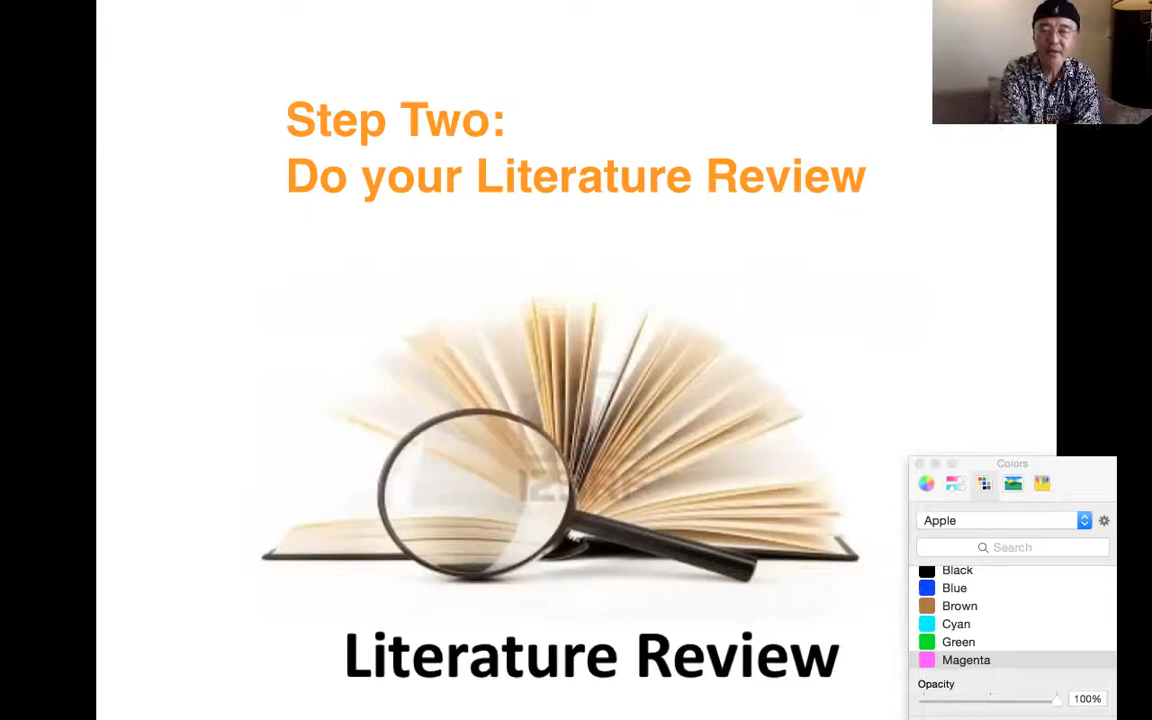 Step Two:
Do your Literature Review
Literature Review
Colors
Apple
Search
Black
Blue
Brown
Cyan
Green
Magenta
Opacity
100%